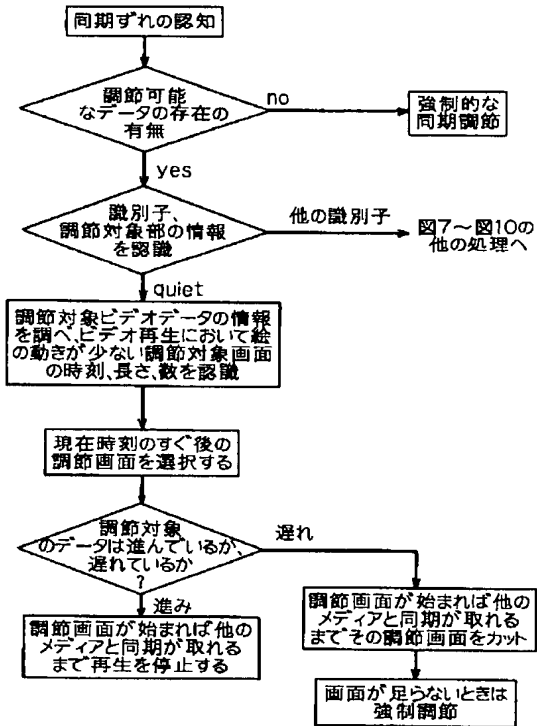 同期ずれの認知
調節可能
なデータの存在の
有無
no
強制的な
同期調節
yes
識別子、
調節対象部の情報
を認識
他の識別子
図7〜図10の
他の処理へ
quiet
調節対象ビデオデータの情報
を調べ、ビデオ再生において絵
の動きが少ない調節対象画面
の時刻、長さ、数を認識
現在時刻のすぐ後の
調節画面を選択する
調節対象
のデータは進んでいるか、
遅れているか
?
遅れ
進み
調節画面が始まれば他の
メディアと同期が取れる
まで再生を停止する
調節画面が始まれば他の
メディアと同期が取れる
までその調節画面をカット
画面が足らないときは
強制調節